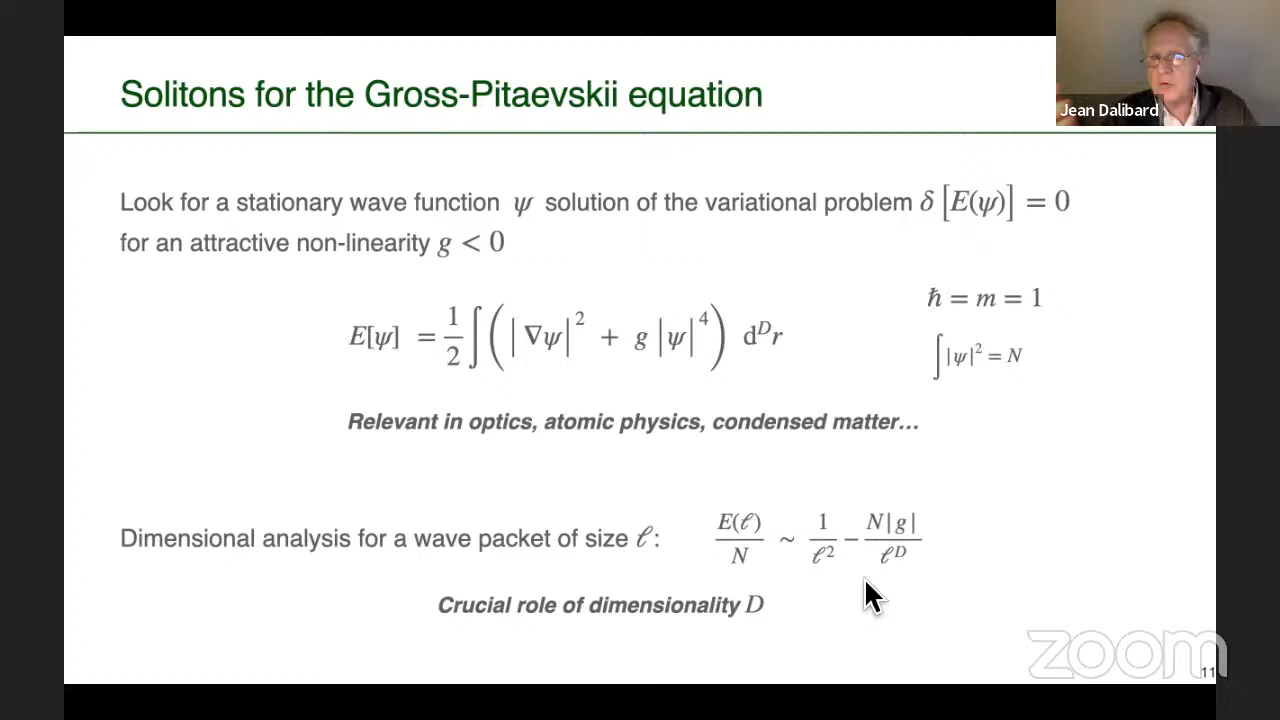 Solitons for the Gross-Pitaevskii equation
Jean Dalibard
Look for a stationary wave function ψ solution of the variational problem δ [E(ψ)] = 0
for an attractive non-linearity g < 0
E[ψ] = 1/2 ∫ ( |∇ψ|² + g |ψ|⁴ ) dᴰr
ħ = m = 1
∫ |ψ|² = N
Relevant in optics, atomic physics, condensed matter…
Dimensional analysis for a wave packet of size ℓ: E(ℓ)/N ~ 1/ℓ² − N|g|/ℓᴰ
Crucial role of dimensionality D
zoom
11